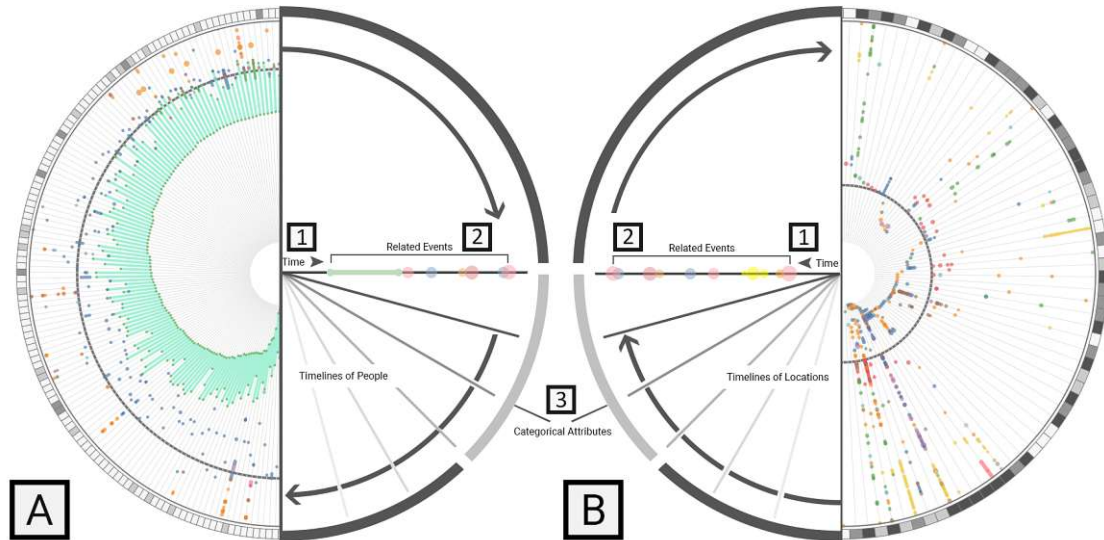 1
2
Related Events
Time
Timelines of People
A
3
Categorical Attributes
2
1
Related Events
Time
Timelines of Locations
B